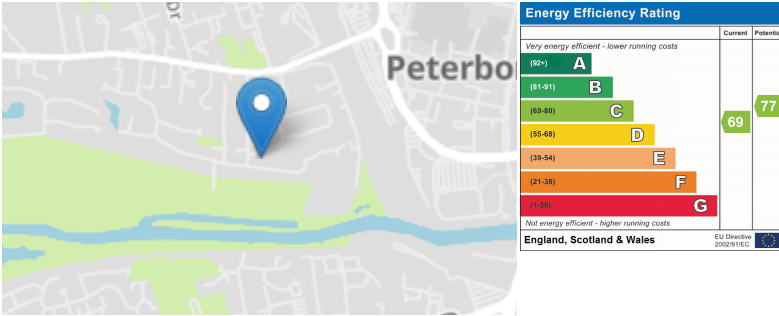 Dr
Peterbo
Energy Efficiency Rating
Current Potentia
Very energy efficient - lower running costs
(92+) A
(81-91) B
(69-80) C
(55-68) D
(39-54) E
(21-38) F
(1-20) G
69
77
Not energy efficient - higher running costs
England, Scotland & Wales
EU Directive
2002/91/EC